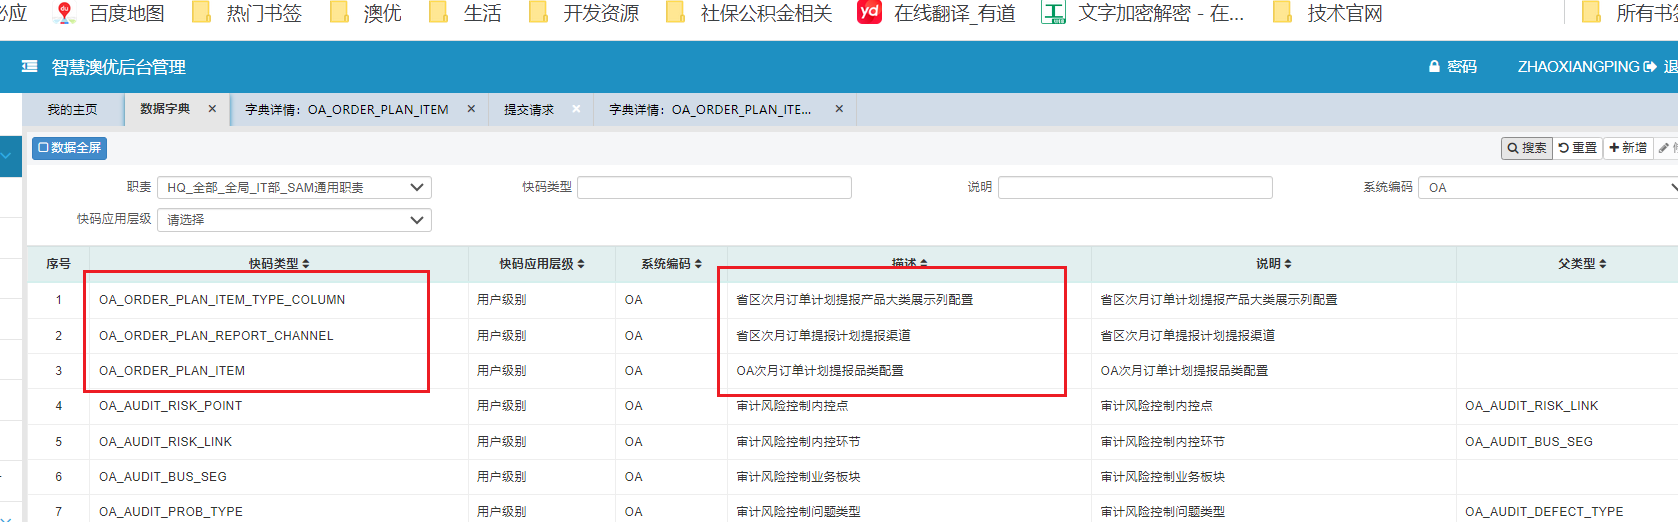 必应 百度地图 热门书签 澳优 生活 开发资源 社保公积金相关 yd 在线翻译_有道 文字加密解密 - 在... 技术官网 所有书签
智慧澳优后台管理 密码 ZHAOXIANGPING 退
我的主页 数据字典 × 字典详情：OA_ORDER_PLAN_ITEM × 提交请求 × 字典详情：OA_ORDER_PLAN_ITE... ×
数据全屏 搜索 重置 新增
职责 HQ_全部_全局_IT部_SAM通用职责 快码类型 说明 系统编码 OA
快码应用层级 请选择
序号 快码类型 快码应用层级 系统编码 描述 说明 父类型
1 OA_ORDER_PLAN_ITEM_TYPE_COLUMN 用户级别 OA 省区次月订单计划提报产品大类展示列配置 省区次月订单计划提报产品大类展示列配置
2 OA_ORDER_PLAN_REPORT_CHANNEL 用户级别 OA 省区次月订单提报计划提报渠道 省区次月订单提报计划提报渠道
3 OA_ORDER_PLAN_ITEM 用户级别 OA OA次月订单计划提报品类配置 OA次月订单计划提报品类配置
4 OA_AUDIT_RISK_POINT 用户级别 OA 审计风险控制内控点 审计风险控制内控点 OA_AUDIT_RISK_LINK
5 OA_AUDIT_RISK_LINK 用户级别 OA 审计风险控制内控环节 审计风险控制内控环节 OA_AUDIT_BUS_SEG
6 OA_AUDIT_BUS_SEG 用户级别 OA 审计风险控制业务板块 审计风险控制业务板块
7 OA_AUDIT_PROB_TYPE 用户级别 OA 审计风险控制问题类型 审计风险控制问题类型 OA_AUDIT_DEFECT_TYPE